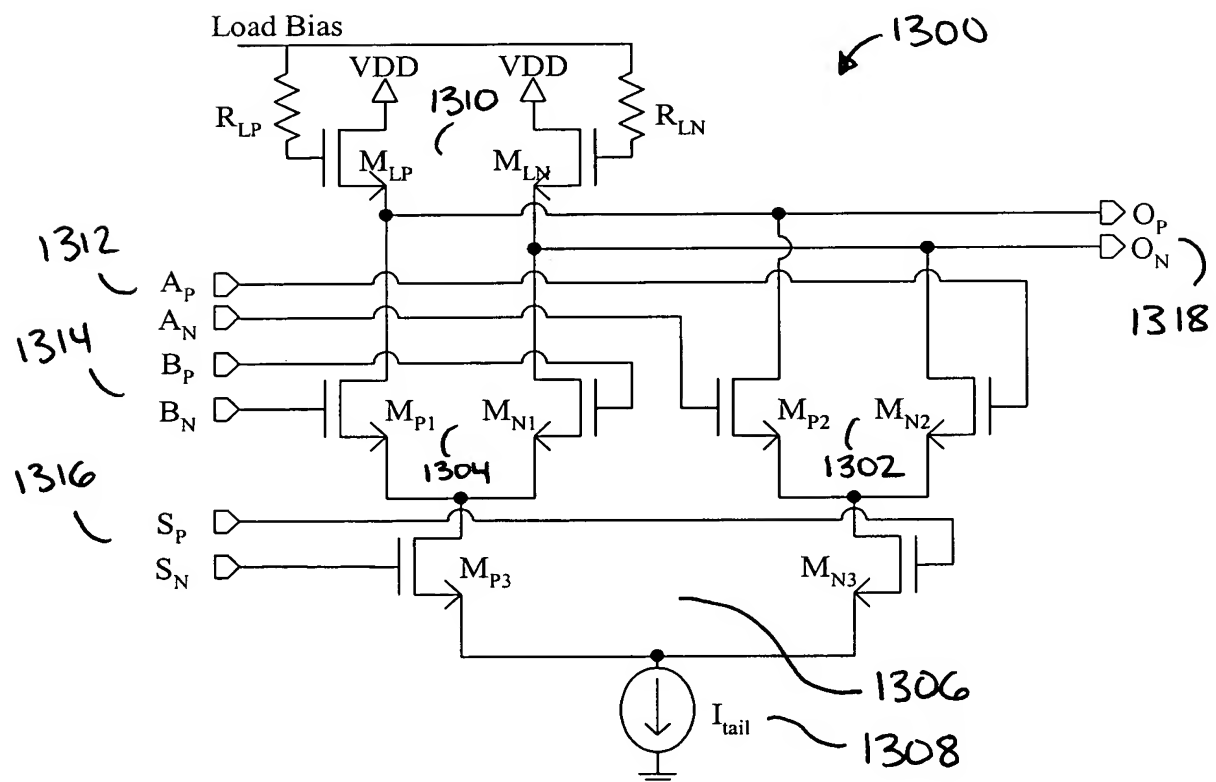 Load Bias
1300
VDD VDD
1310
R_LP R_LN
M_LP M_LN
O_P
1312 O_N
A_P
A_N 1318
1314
B_P
B_N M_P1 M_N1 M_P2 M_N2
1304 1302
1316
S_P
S_N M_P3 M_N3
1306
I_tail
1308